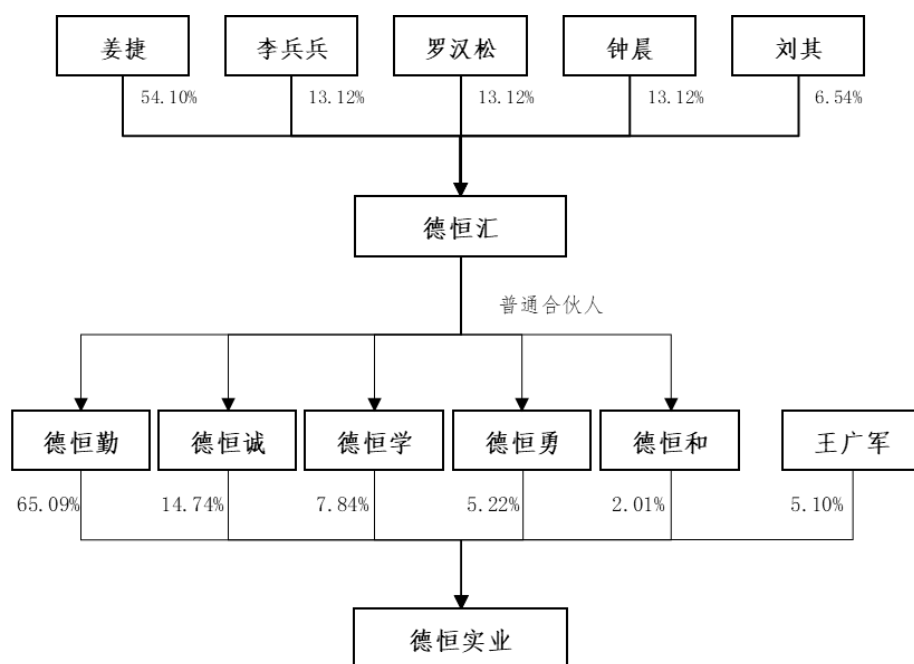 姜捷 李兵兵 罗汉松 钟晨 刘其
54.10% 13.12% 13.12% 13.12% 6.54%
德恒汇
普通合伙人
德恒勤 德恒诚 德恒学 德恒勇 德恒和 王广军
65.09% 14.74% 7.84% 5.22% 2.01% 5.10%
德恒实业